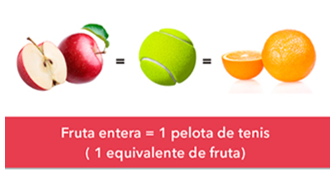 = =
Fruta entera = 1 pelota de tenis
( 1 equivalente de fruta)